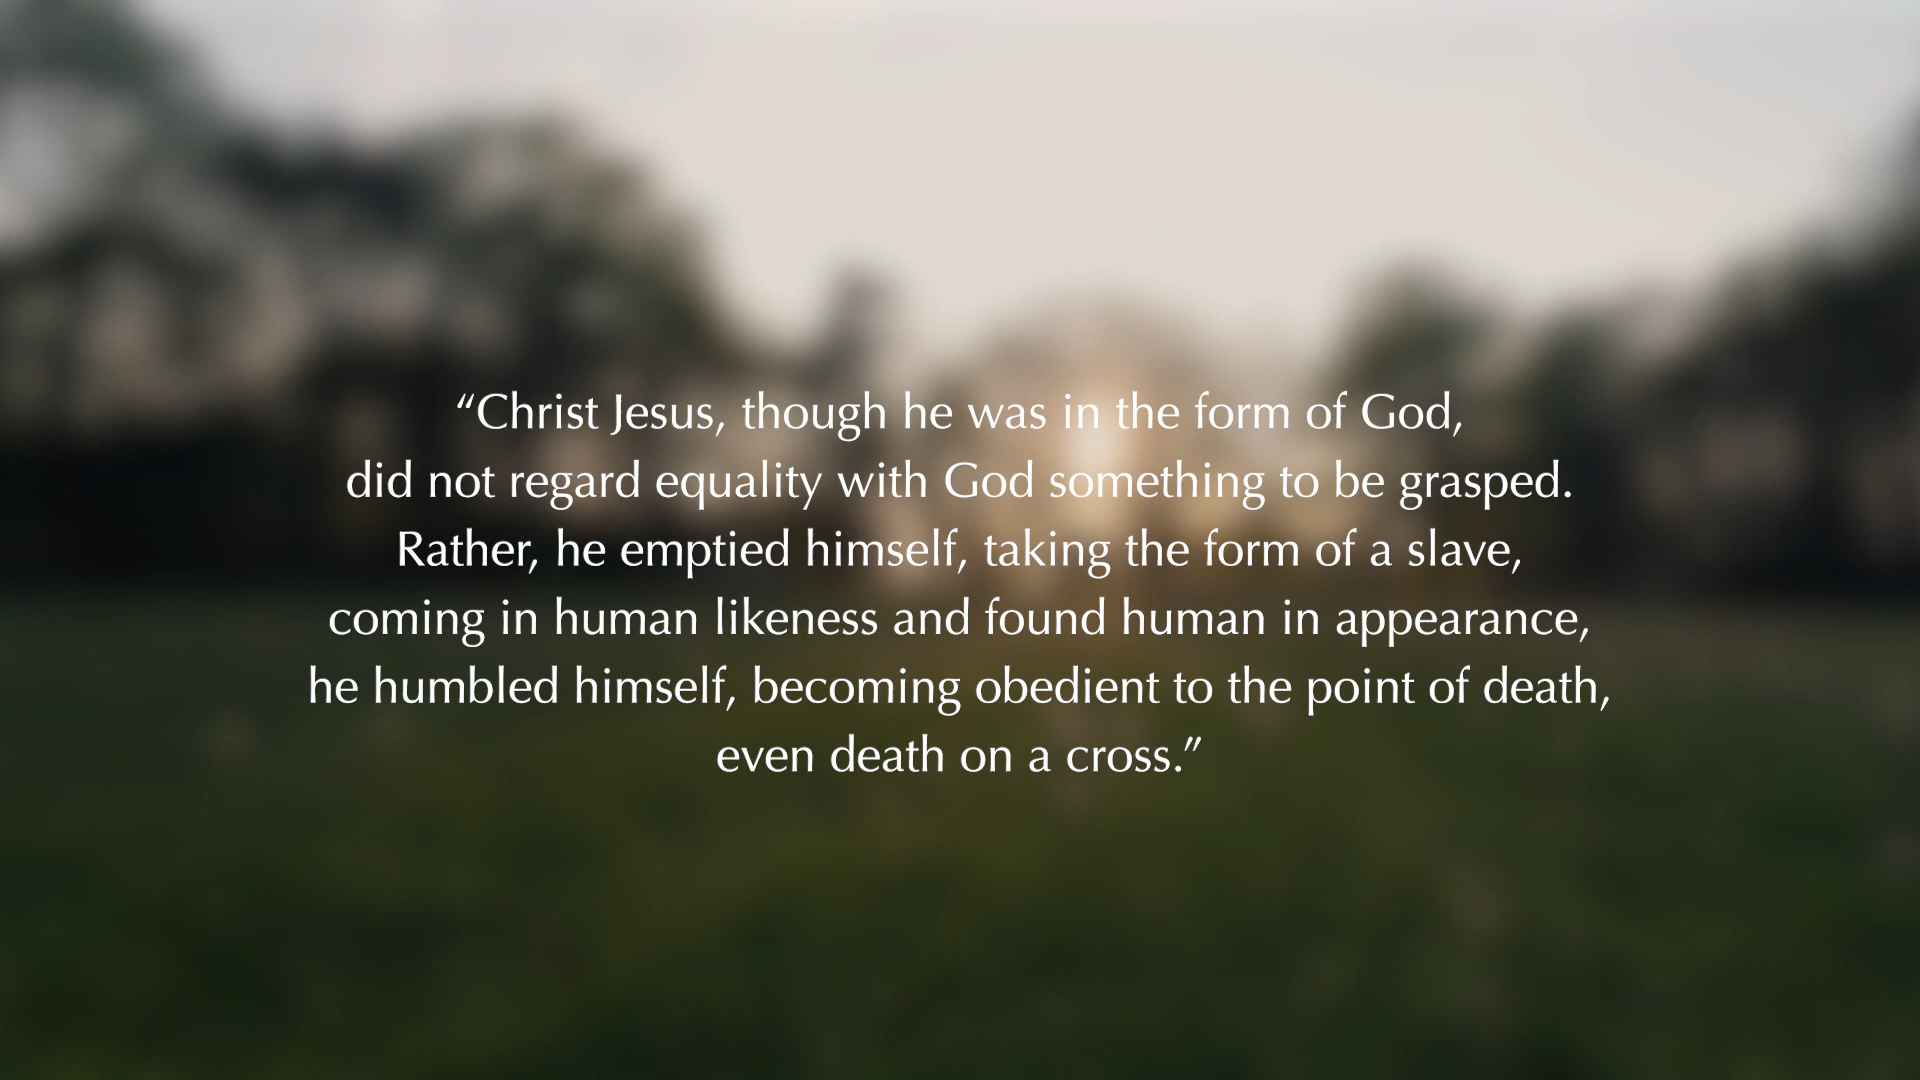 “Christ Jesus, though he was in the form of God,
did not regard equality with God something to be grasped.
Rather, he emptied himself, taking the form of a slave,
coming in human likeness and found human in appearance,
he humbled himself, becoming obedient to the point of death,
even death on a cross.”